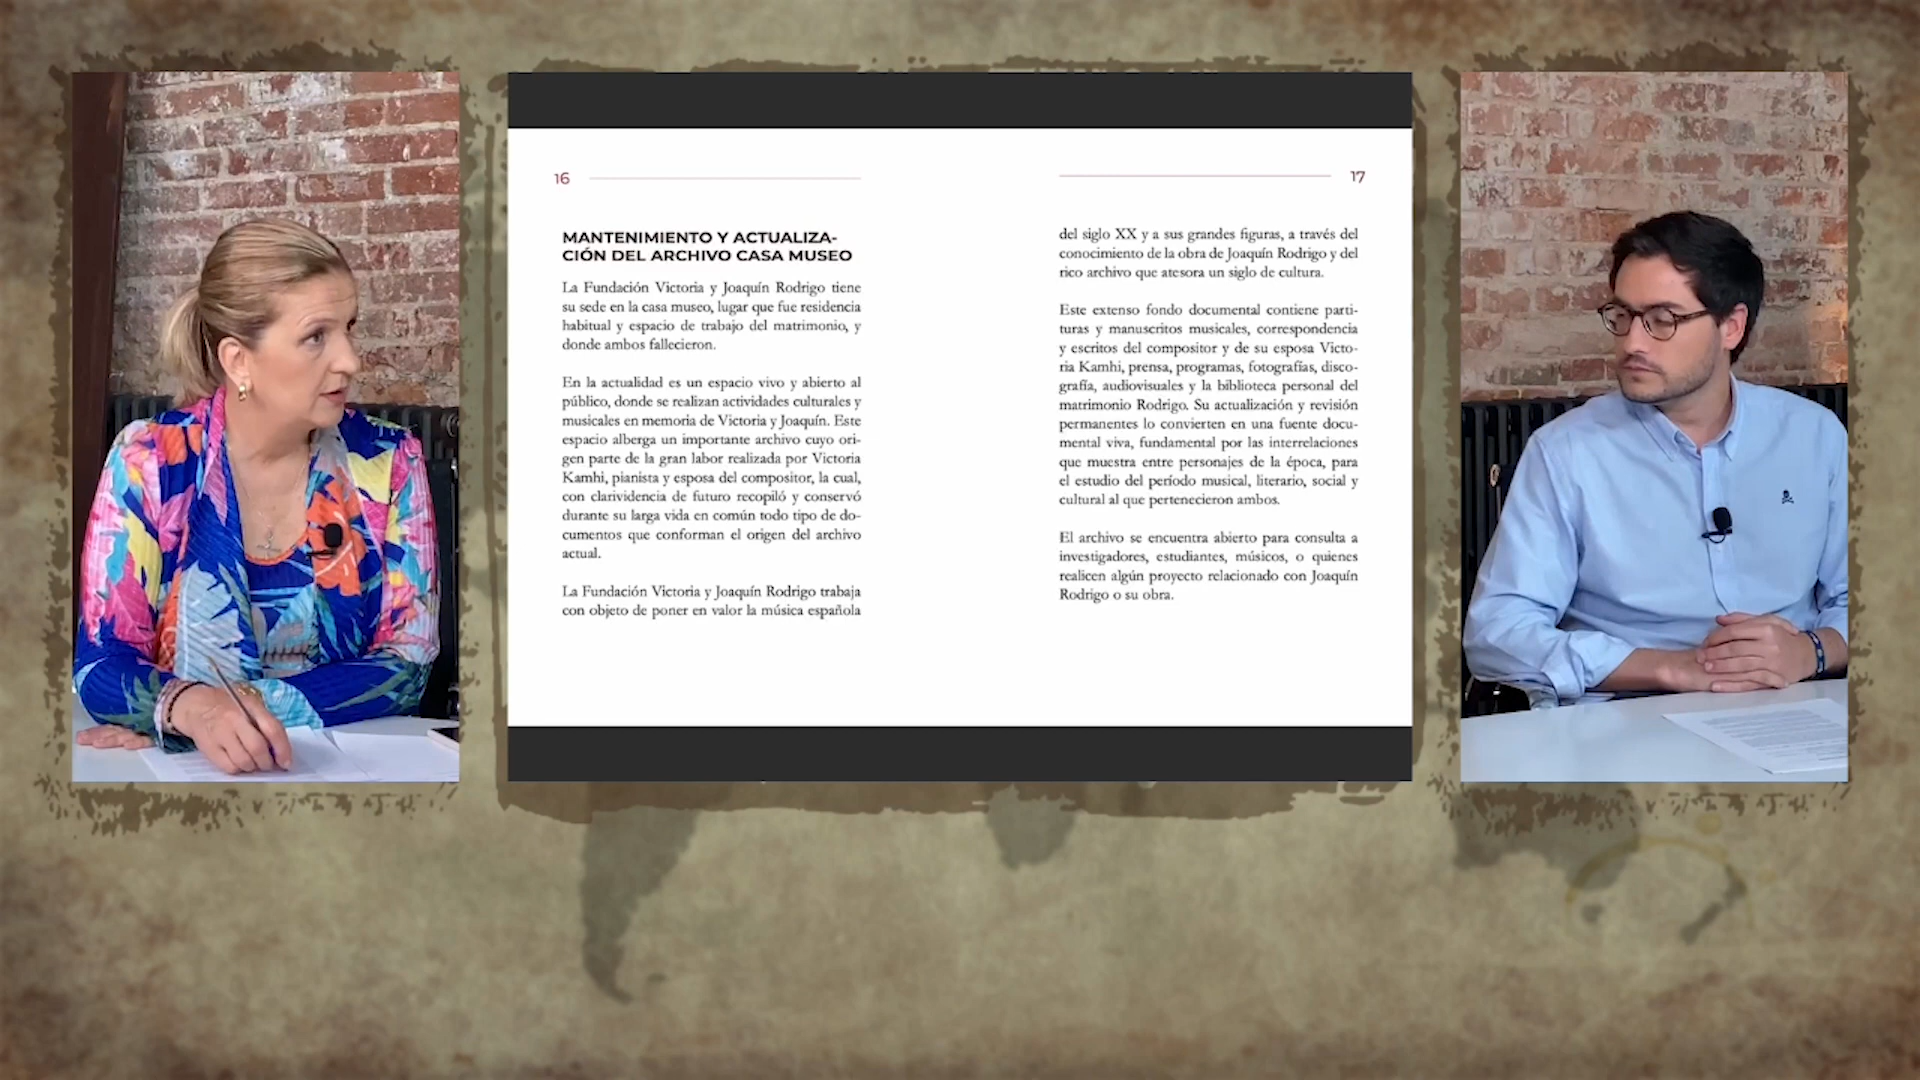 16
MANTENIMIENTO Y ACTUALIZA-
CIÓN DEL ARCHIVO CASA MUSEO
La Fundación Victoria y Joaquín Rodrigo tiene
su sede en la casa museo, lugar que fue residencia
habitual y espacio de trabajo del matrimonio, y
donde ambos fallecieron.
En la actualidad es un espacio vivo y abierto al
público, donde se realizan actividades culturales y
musicales en memoria de Victoria y Joaquín. Este
espacio alberga un importante archivo cuyo ori-
gen parte de la gran labor realizada por Victoria
Kamhi, pianista y esposa del compositor, la cual,
con clarividencia de futuro recopiló y conservó
durante su larga vida en común todo tipo de do-
cumentos que conforman el origen del archivo
actual.
La Fundación Victoria y Joaquín Rodrigo trabaja
con objeto de poner en valor la música española
17
del siglo XX y a sus grandes figuras, a través del
conocimiento de la obra de Joaquín Rodrigo y del
rico archivo que atesora un siglo de cultura.
Este extenso fondo documental contiene parti-
turas y manuscritos musicales, correspondencia
y escritos del compositor y de su esposa Victo-
ria Kamhi, prensa, programas, fotografías, disco-
grafía, audiovisuales y la biblioteca personal del
matrimonio Rodrigo. Su actualización y revisión
permanentes lo convierten en una fuente docu-
mental viva, fundamental por las interrelaciones
que muestra entre personajes de la época, para
el estudio del período musical, literario, social y
cultural al que pertenecieron ambos.
El archivo se encuentra abierto para consulta a
investigadores, estudiantes, músicos, o quienes
realicen algún proyecto relacionado con Joaquín
Rodrigo o su obra.